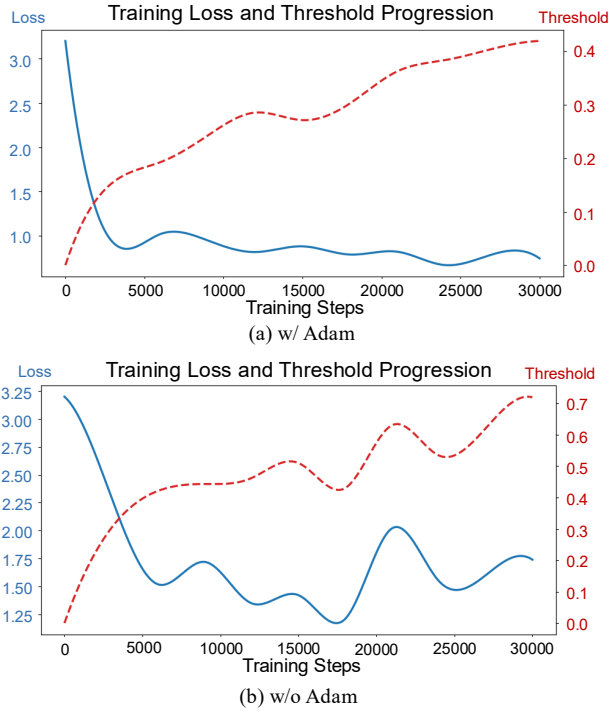 Training Loss and Threshold Progression
Loss
Threshold
3.0
2.5
2.0
1.5
1.0
0.4
0.3
0.2
0.1
0.0
0 5000 10000 15000 20000 25000 30000
Training Steps
(a) w/ Adam
Training Loss and Threshold Progression
Loss
Threshold
3.25
3.00
2.75
2.50
2.25
2.00
1.75
1.50
1.25
0.7
0.6
0.5
0.4
0.3
0.2
0.1
0.0
0 5000 10000 15000 20000 25000 30000
Training Steps
(b) w/o Adam